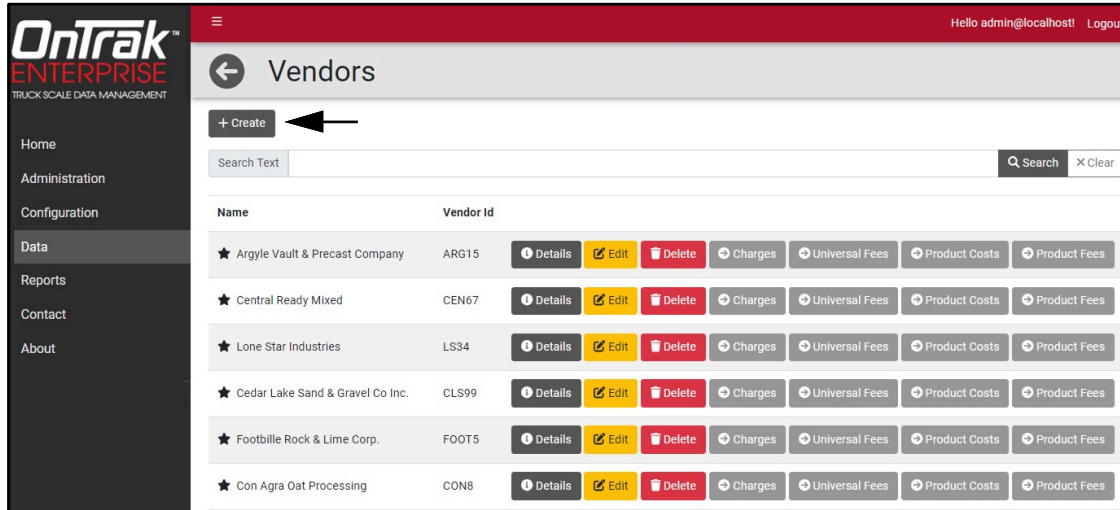 OnTrak™
ENTERPRISE
TRUCK SCALE DATA MANAGEMENT
Home
Administration
Configuration
Data
Reports
Contact
About
Hello admin@localhost! Logout
Vendors
+ Create
Search Text Search × Clear
Name Vendor Id
Argyle Vault & Precast Company ARG15 Details Edit Delete Charges Universal Fees Product Costs Product Fees
Central Ready Mixed CEN67 Details Edit Delete Charges Universal Fees Product Costs Product Fees
Lone Star Industries LS34 Details Edit Delete Charges Universal Fees Product Costs Product Fees
Cedar Lake Sand & Gravel Co Inc. CLS99 Details Edit Delete Charges Universal Fees Product Costs Product Fees
Footbille Rock & Lime Corp. FOOT5 Details Edit Delete Charges Universal Fees Product Costs Product Fees
Con Agra Oat Processing CON8 Details Edit Delete Charges Universal Fees Product Costs Product Fees